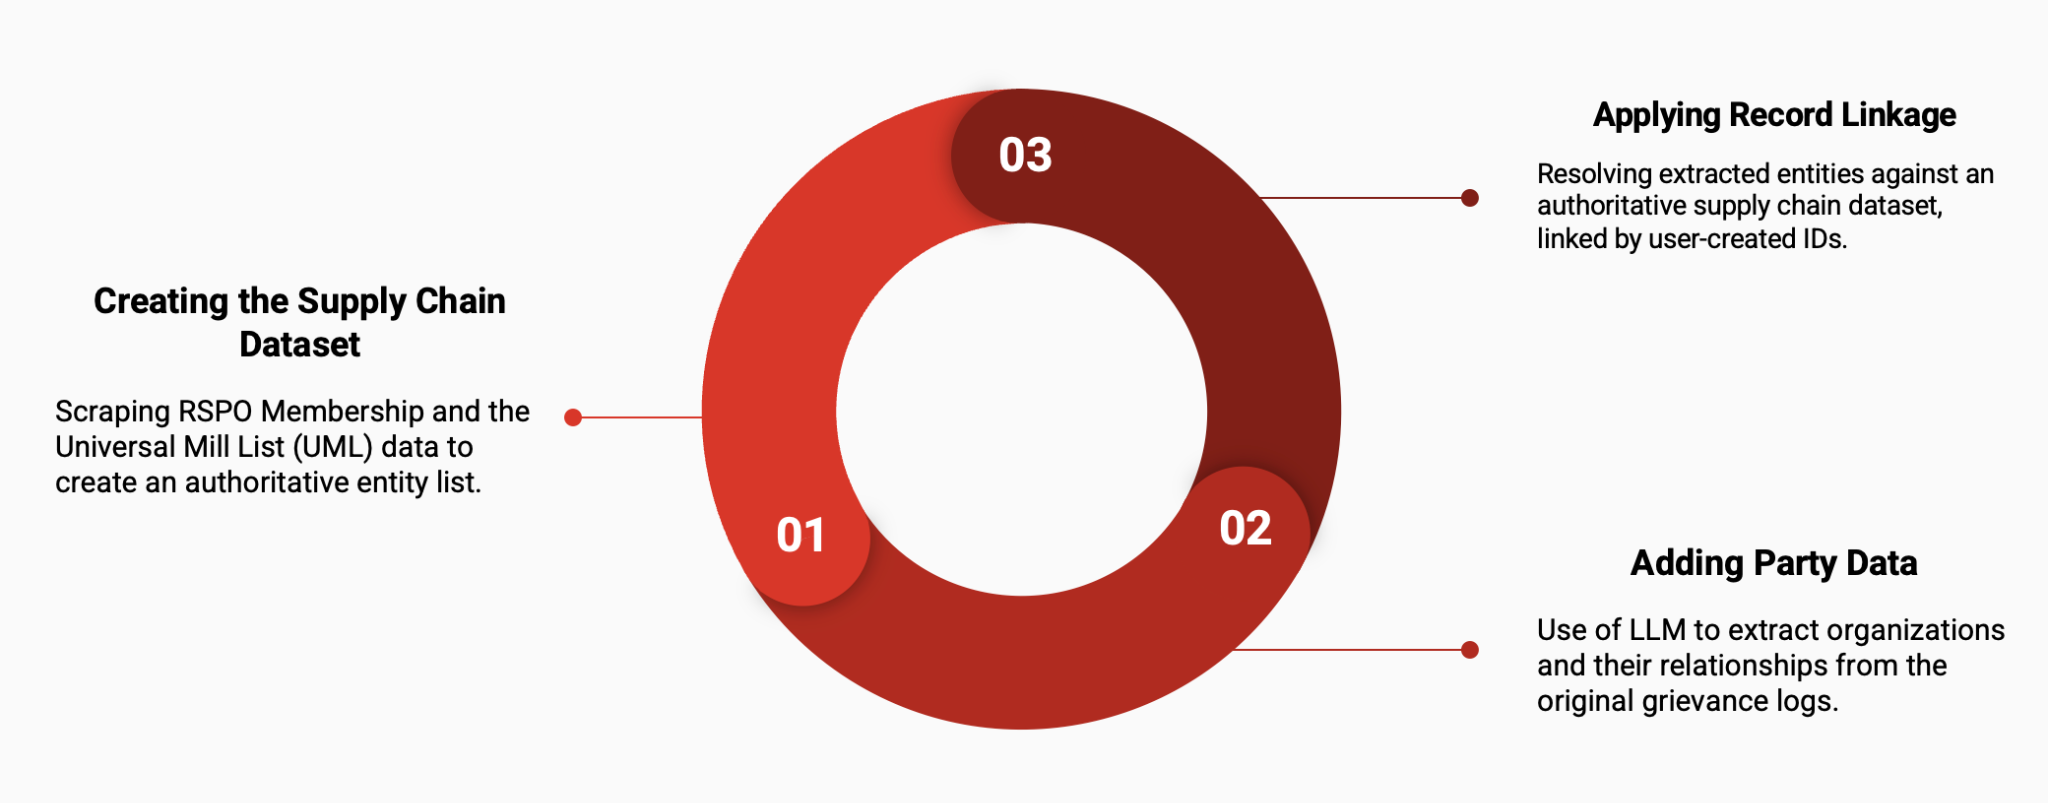 Creating the Supply Chain
Dataset
Scraping RSPO Membership and the
Universal Mill List (UML) data to
create an authoritative entity list.
01
02
Adding Party Data
Use of LLM to extract organizations
and their relationships from the
original grievance logs.
03
Applying Record Linkage
Resolving extracted entities against an
authoritative supply chain dataset,
linked by user-created IDs.